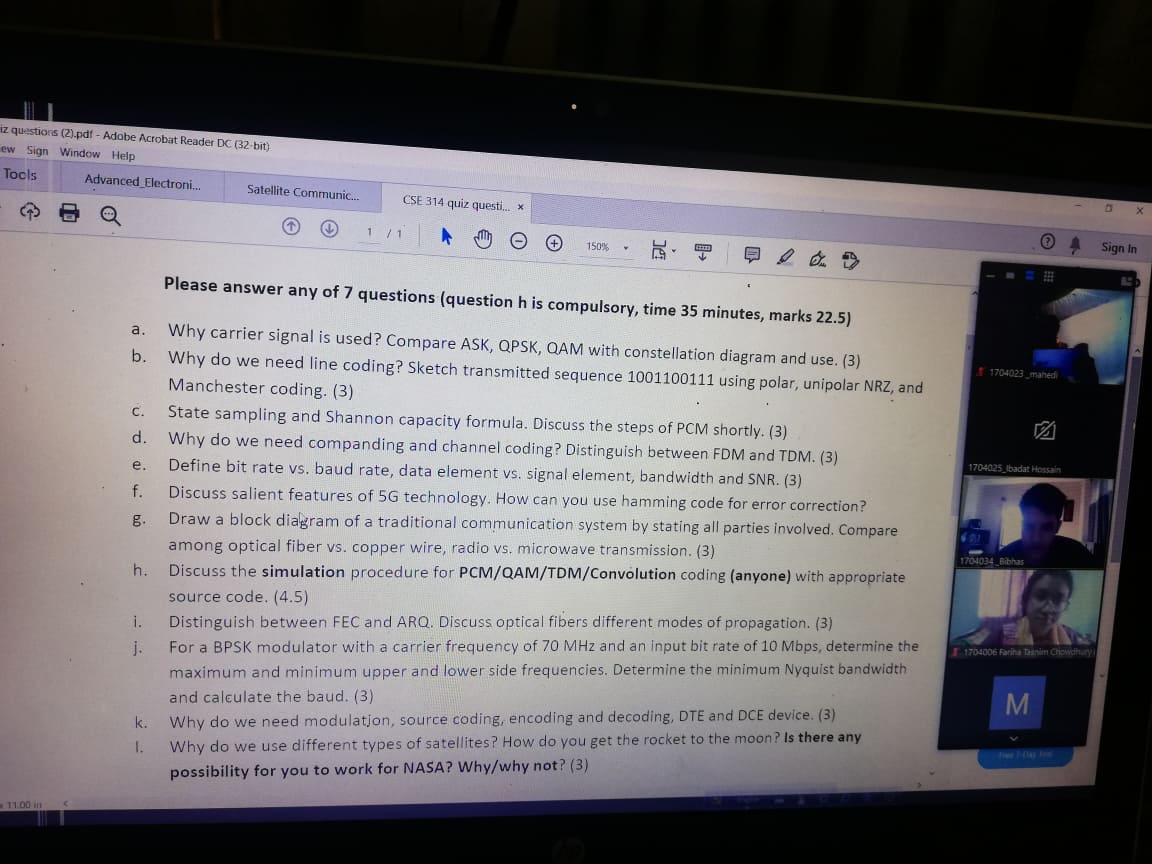 iz questions (2).pdf - Adobe Acrobat Reader DC (32-bit)
ew Sign Window Help
Tools Advanced_Electroni... Satellite Communic... CSE 314 quiz questi... ×
1 / 1 150% Sign In
Please answer any of 7 questions (question h is compulsory, time 35 minutes, marks 22.5)
a. Why carrier signal is used? Compare ASK, QPSK, QAM with constellation diagram and use. (3)
b. Why do we need line coding? Sketch transmitted sequence 1001100111 using polar, unipolar NRZ, and
Manchester coding. (3)
c. State sampling and Shannon capacity formula. Discuss the steps of PCM shortly. (3)
d. Why do we need companding and channel coding? Distinguish between FDM and TDM. (3)
e. Define bit rate vs. baud rate, data element vs. signal element, bandwidth and SNR. (3)
f. Discuss salient features of 5G technology. How can you use hamming code for error correction?
g. Draw a block diagram of a traditional communication system by stating all parties involved. Compare
among optical fiber vs. copper wire, radio vs. microwave transmission. (3)
h. Discuss the simulation procedure for PCM/QAM/TDM/Convolution coding (anyone) with appropriate
source code. (4.5)
i. Distinguish between FEC and ARQ. Discuss optical fibers different modes of propagation. (3)
j. For a BPSK modulator with a carrier frequency of 70 MHz and an input bit rate of 10 Mbps, determine the
maximum and minimum upper and lower side frequencies. Determine the minimum Nyquist bandwidth
and calculate the baud. (3)
k. Why do we need modulation, source coding, encoding and decoding, DTE and DCE device. (3)
l. Why do we use different types of satellites? How do you get the rocket to the moon? Is there any
possibility for you to work for NASA? Why/why not? (3)
1704023 _mahedi
1704025_Ibadat Hossain
1704034 _Bibhas
1704006 Fariha Tasnim Chowdhury
M
Free 7-Day Trial
11.00 in
hp